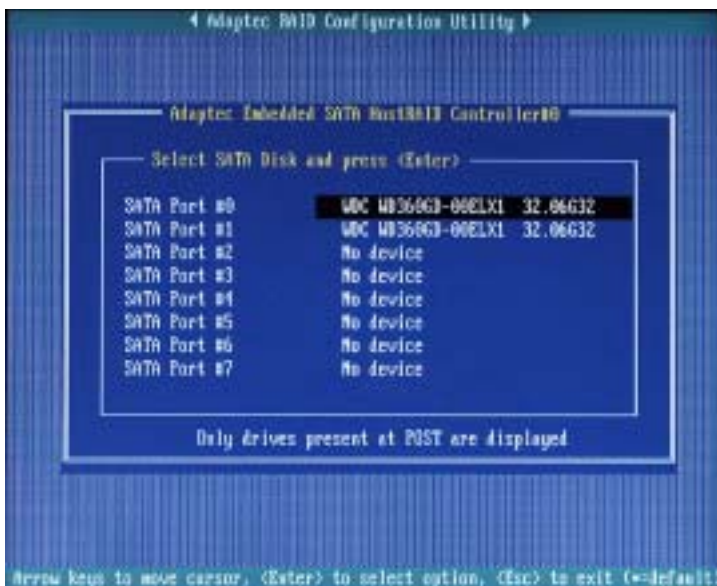 Adaptec RAID Configuration Utility
Adaptec Embedded SATA HostRAID Controller#0
Select SATA Disk and press <Enter>
SATA Port #0 WDC WD360GD-00ELX1 32.06G32
SATA Port #1 WDC WD360GD-00ELX1 32.06G32
SATA Port #2 No device
SATA Port #3 No device
SATA Port #4 No device
SATA Port #5 No device
SATA Port #6 No device
SATA Port #7 No device
Only drives present at POST are displayed
Arrow keys to move cursor, <Enter> to select option, <Esc> to exit (*=default)